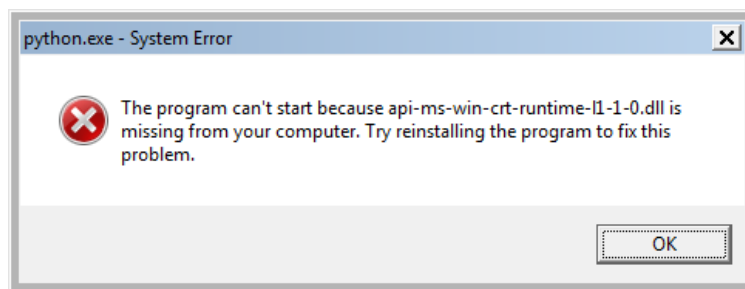 python.exe - System Error
The program can't start because api-ms-win-crt-runtime-l1-1-0.dll is
missing from your computer. Try reinstalling the program to fix this
problem.
OK